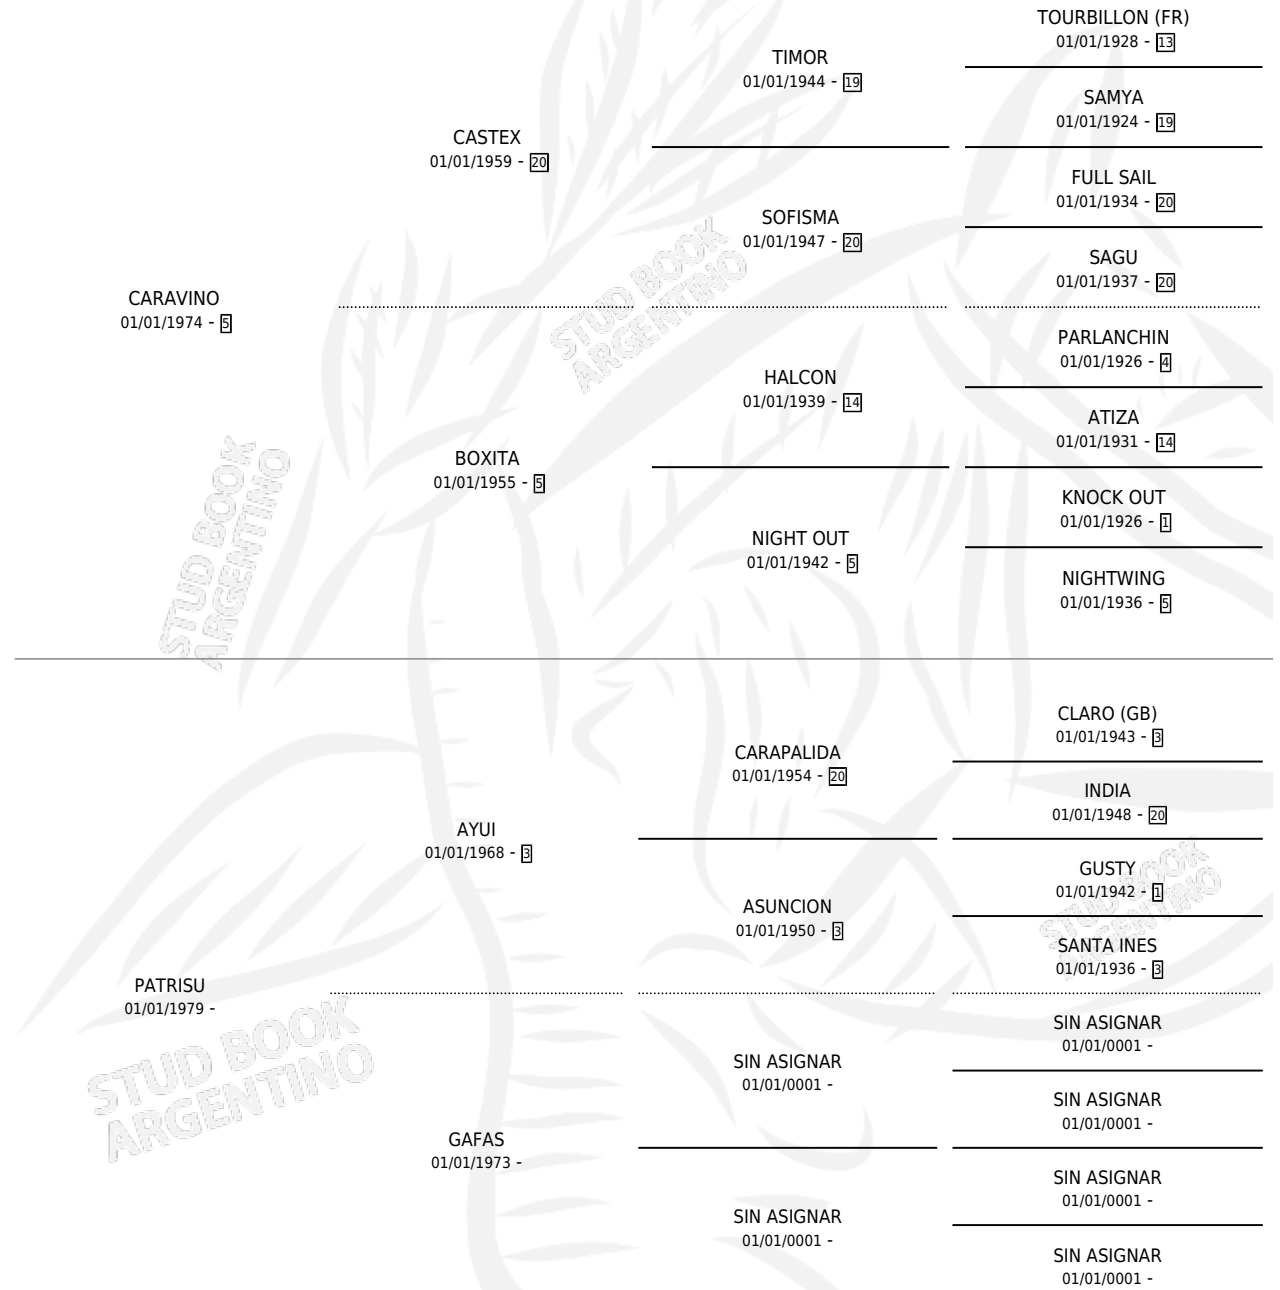 TOURBILLON (FR)
01/01/1928 - 13
TIMOR
01/01/1944 - 19
SAMYA
01/01/1924 - 19
CASTEX
01/01/1959 - 20
FULL SAIL
01/01/1934 - 20
SOFISMA
01/01/1947 - 20
SAGU
01/01/1937 - 20
CARAVINO
01/01/1974 - 5
PARLANCHIN
01/01/1926 - 4
HALCON
01/01/1939 - 14
ATIZA
01/01/1931 - 14
BOXITA
01/01/1955 - 5
KNOCK OUT
01/01/1926 - 1
NIGHT OUT
01/01/1942 - 5
NIGHTWING
01/01/1936 - 5
CLARO (GB)
01/01/1943 - 3
CARAPALIDA
01/01/1954 - 20
INDIA
01/01/1948 - 20
AYUI
01/01/1968 - 3
GUSTY
01/01/1942 - 1
ASUNCION
01/01/1950 - 3
SANTA INES
01/01/1936 - 3
PATRISU
01/01/1979 -
SIN ASIGNAR
01/01/0001 -
SIN ASIGNAR
01/01/0001 -
SIN ASIGNAR
01/01/0001 -
GAFAS
01/01/1973 -
SIN ASIGNAR
01/01/0001 -
SIN ASIGNAR
01/01/0001 -
SIN ASIGNAR
01/01/0001 -
STUD BOOK
ARGENTINO
STUD BOOK
ARGENTINO
STUD BOOK
ARGENTINO
STUD BOOK
ARGENTINO